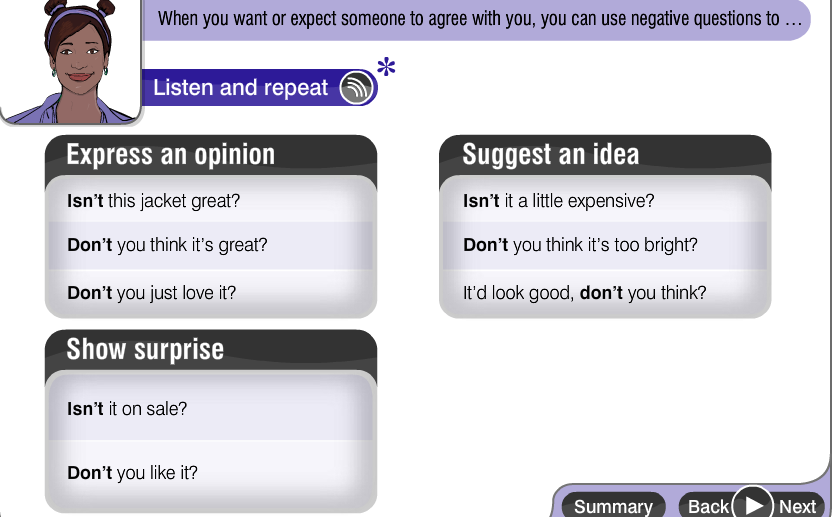 When you want or expect someone to agree with you, you can use negative questions to …
Listen and repeat
*
Express an opinion
Isn't this jacket great?
Don't you think it's great?
Don't you just love it?
Suggest an idea
Isn't it a little expensive?
Don't you think it's too bright?
It'd look good, don't you think?
Show surprise
Isn't it on sale?
Don't you like it?
Summary
Back
Next